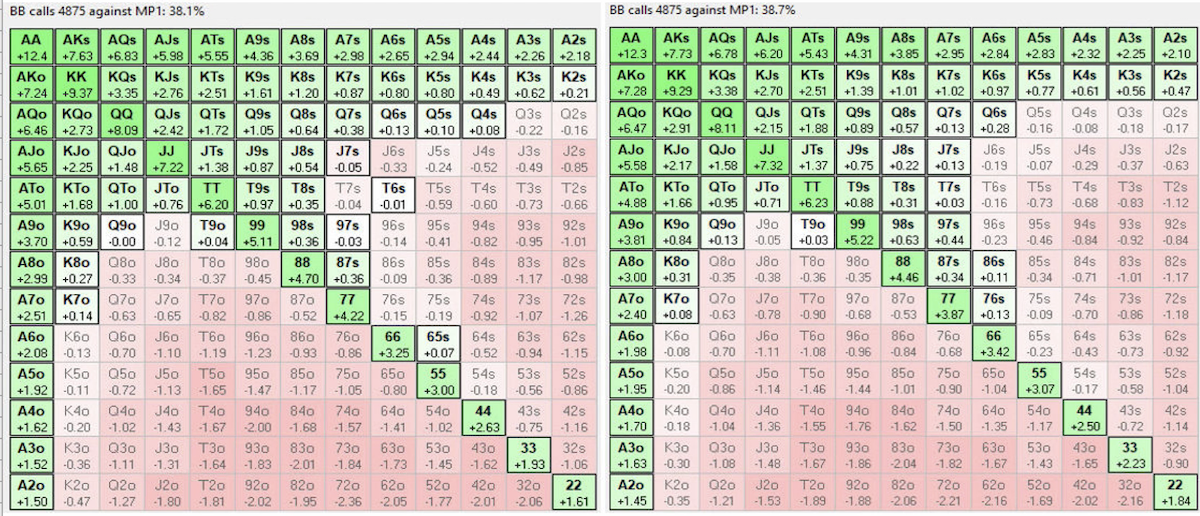 BB calls 4875 against MP1: 38.1%
AA AKs AQs AJs ATs A9s A8s A7s A6s A5s A4s A3s A2s
+12.4 +7.63 +6.83 +5.98 +5.55 +4.36 +3.69 +2.98 +2.65 +2.94 +2.44 +2.26 +2.18
AKo KK KQs KJs KTs K9s K8s K7s K6s K5s K4s K3s K2s
+7.24 +9.37 +3.35 +2.76 +2.51 +1.61 +1.20 +0.87 +0.80 +0.80 +0.49 +0.62 +0.21
AQo KQo QQ QJs QTs Q9s Q8s Q7s Q6s Q5s Q4s Q3s Q2s
+6.46 +2.73 +8.09 +2.42 +1.72 +1.05 +0.64 +0.38 +0.13 +0.10 +0.08 -0.22 -0.16
AJo KJo QJo JJ JTs J9s J8s J7s J6s J5s J4s J3s J2s
+5.65 +2.25 +1.48 +7.22 +1.38 +0.87 +0.54 -0.05 -0.33 -0.24 -0.52 -0.49 -0.85
ATo KTo QTo JTo TT T9s T8s T7s T6s T5s T4s T3s T2s
+5.01 +1.68 +1.00 +0.76 +6.20 +0.97 +0.35 -0.04 -0.01 -0.59 -0.60 -0.73 -0.66
A9o K9o Q9o J9o T9o 99 98s 97s 96s 95s 94s 93s 92s
+3.70 +0.59 -0.00 -0.12 +0.04 +5.11 +0.36 -0.03 -0.14 -0.41 -0.82 -0.95 -1.01
A8o K8o Q8o J8o T8o 98o 88 87s 86s 85s 84s 83s 82s
+2.99 +0.27 -0.33 -0.34 -0.37 -0.45 +4.70 +0.36 -0.09 -0.36 -0.89 -1.17 -0.98
A7o K7o Q7o J7o T7o 97o 87o 77 76s 75s 74s 73s 72s
+2.51 +0.14 -0.63 -0.65 -0.82 -0.86 -0.52 +4.22 -0.15 -0.19 -0.92 -1.07 -1.26
A6o K6o Q6o J6o T6o 96o 86o 76o 66 65s 64s 63s 62s
+2.08 -0.13 -0.70 -1.10 -1.19 -1.23 -0.93 -0.86 +3.25 +0.07 -0.52 -0.94 -1.15
A5o K5o Q5o J5o T5o 95o 85o 75o 65o 55 54s 53s 52s
+1.92 -0.11 -0.72 -1.13 -1.65 -1.47 -1.17 -1.05 -0.80 +3.00 -0.18 -0.56 -0.86
A4o K4o Q4o J4o T4o 94o 84o 74o 64o 54o 44 43s 42s
+1.62 -0.20 -1.02 -1.43 -1.67 -2.00 -1.68 -1.57 -1.41 -1.02 +2.63 -0.75 -1.16
A3o K3o Q3o J3o T3o 93o 83o 73o 63o 53o 43o 33 32s
+1.52 -0.36 -1.11 -1.31 -1.64 -1.83 -2.01 -1.84 -1.73 -1.45 -1.62 +1.93 -1.06
A2o K2o Q2o J2o T2o 92o 82o 72o 62o 52o 42o 32o 22
+1.50 -0.47 -1.27 -1.80 -1.81 -2.02 -1.95 -2.36 -2.05 -1.77 -2.01 -2.06 +1.61
BB calls 4875 against MP1: 38.7%
AA AKs AQs AJs ATs A9s A8s A7s A6s A5s A4s A3s A2s
+12.3 +7.73 +6.78 +6.20 +5.43 +4.31 +3.85 +2.95 +2.84 +2.83 +2.32 +2.25 +2.10
AKo KK KQs KJs KTs K9s K8s K7s K6s K5s K4s K3s K2s
+7.28 +9.29 +3.38 +2.70 +2.51 +1.91 +1.01 +1.02 +0.97 +0.77 +0.61 +0.56 +0.47
AQo KQo QQ QJs QTs Q9s Q8s Q7s Q6s Q5s Q4s Q3s Q2s
+6.47 +2.91 +8.11 +2.15 +1.88 +0.89 +0.57 +0.13 +0.28 -0.16 -0.08 -0.18 -0.17
AJo KJo QJo JJ JTs J9s J8s J7s J6s J5s J4s J3s J2s
+5.58 +2.17 +1.58 +7.32 +1.37 +0.75 +0.22 +0.13 -0.19 -0.07 -0.29 -0.37 -0.63
ATo KTo QTo JTo TT T9s T8s T7s T6s T5s T4s T3s T2s
+4.88 +1.66 +0.95 +0.71 +6.23 +0.88 +0.31 +0.03 -0.16 -0.73 -0.68 -0.83 -1.12
A9o K9o Q9o J9o T9o 99 98s 97s 96s 95s 94s 93s 92s
+3.81 +0.84 +0.13 -0.05 +0.03 +5.22 +0.63 +0.44 -0.23 -0.46 -0.84 -0.92 -0.84
A8o K8o Q8o J8o T8o 98o 88 87s 86s 85s 84s 83s 82s
+3.00 +0.31 -0.35 -0.38 -0.36 -0.35 +4.46 +0.34 +0.11 -0.34 -0.71 -1.01 -1.17
A7o K7o Q7o J7o T7o 97o 87o 77 76s 75s 74s 73s 72s
+2.40 +0.08 -0.63 -0.78 -0.90 -0.68 -0.53 +3.87 +0.13 -0.09 -0.70 -0.86 -1.18
A6o K6o Q6o J6o T6o 96o 86o 76o 66 65s 64s 63s 62s
+1.98 -0.08 -0.70 -1.11 -1.08 -0.96 -0.84 -0.68 +3.42 -0.23 -0.43 -0.73 -0.92
A5o K5o Q5o J5o T5o 95o 85o 75o 65o 55 54s 53s 52s
+1.95 -0.20 -0.86 -1.14 -1.46 -1.44 -1.01 -0.90 -1.04 +3.07 -0.17 -0.58 -1.04
A4o K4o Q4o J4o T4o 94o 84o 74o 64o 54o 44 43s 42s
+1.70 -0.18 -1.04 -1.36 -1.55 -1.76 -1.62 -1.50 -1.35 -1.17 +2.50 -0.72 -1.14
A3o K3o Q3o J3o T3o 93o 83o 73o 63o 53o 43o 33 32s
+1.63 -0.30 -1.08 -1.48 -1.67 -1.86 -2.04 -1.82 -1.67 -1.43 -1.65 +2.23 -0.90
A2o K2o Q2o J2o T2o 92o 82o 72o 62o 52o 42o 32o 22
+1.45 -0.35 -1.21 -1.53 -1.89 -1.88 -2.06 -2.21 -2.16 -1.69 -2.02 -2.16 +1.84